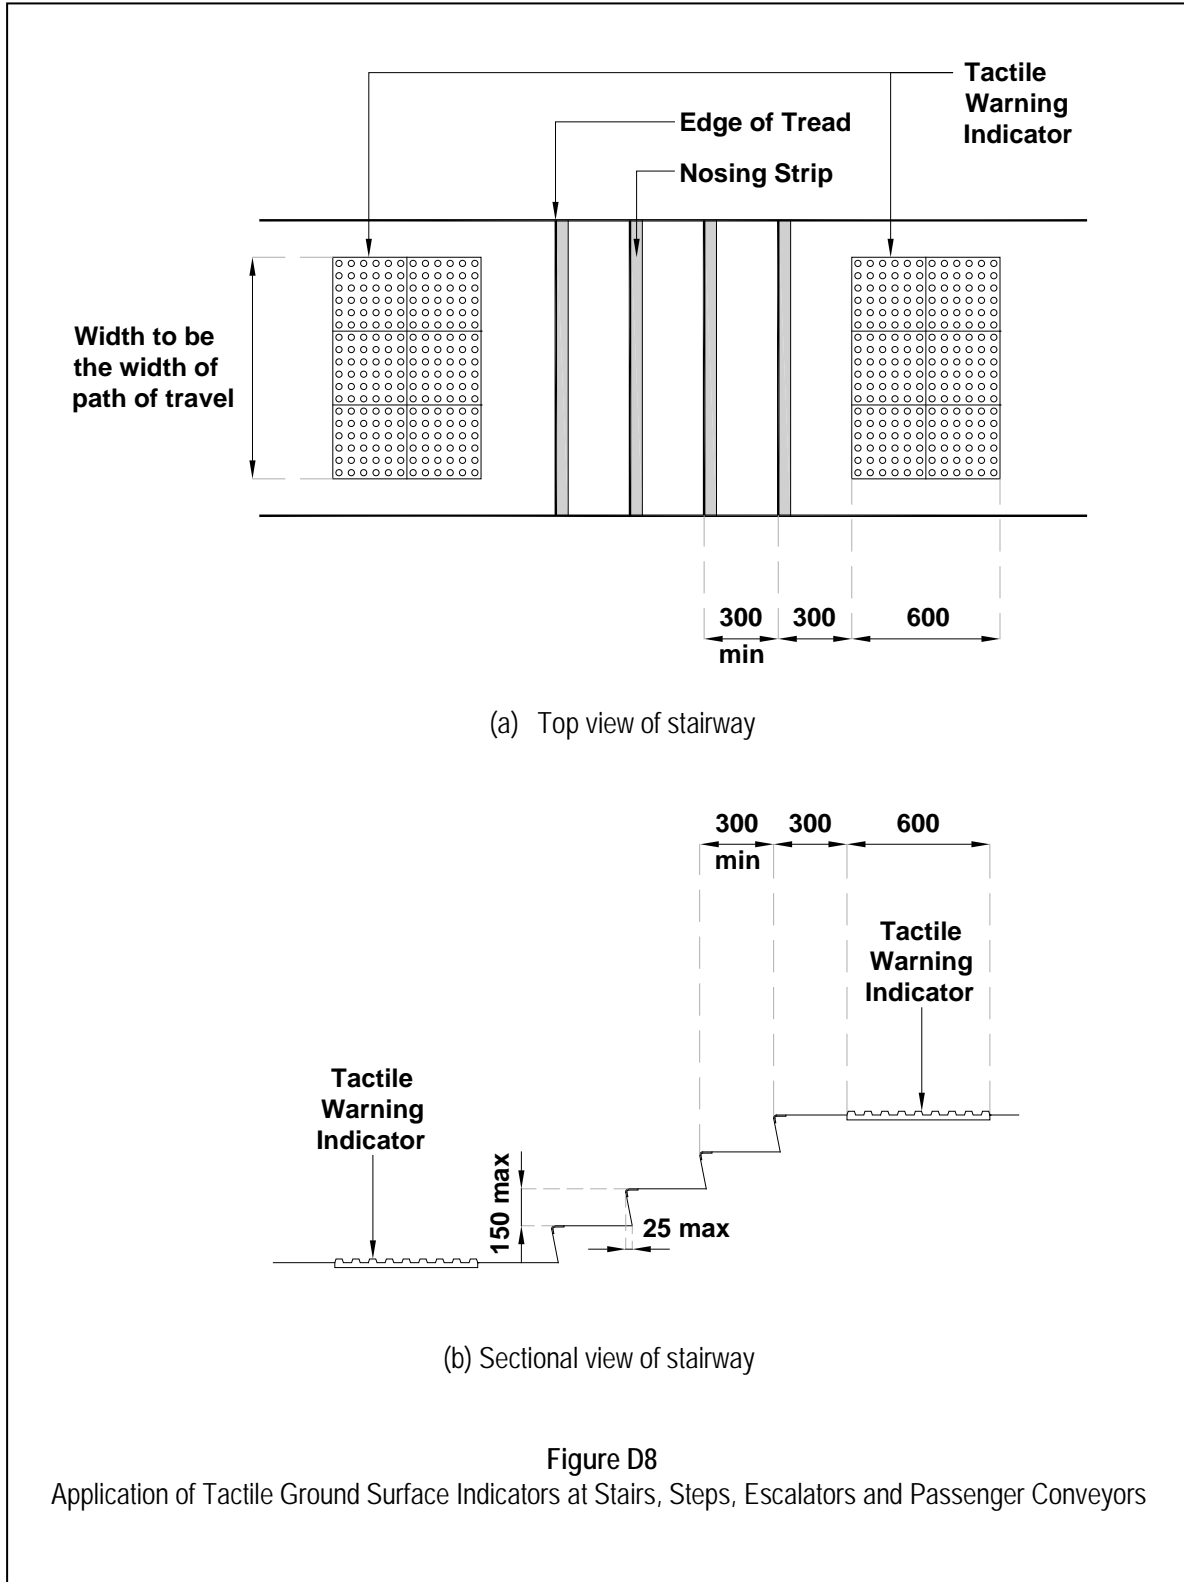 Tactile
Warning
Indicator
Edge of Tread
Nosing Strip
Width to be
the width of
path of travel
300
min
300
600
(a) Top view of stairway
300
min
300
600
Tactile
Warning
Indicator
Tactile
Warning
Indicator
150 max
25 max
(b) Sectional view of stairway
Figure D8
Application of Tactile Ground Surface Indicators at Stairs, Steps, Escalators and Passenger Conveyors